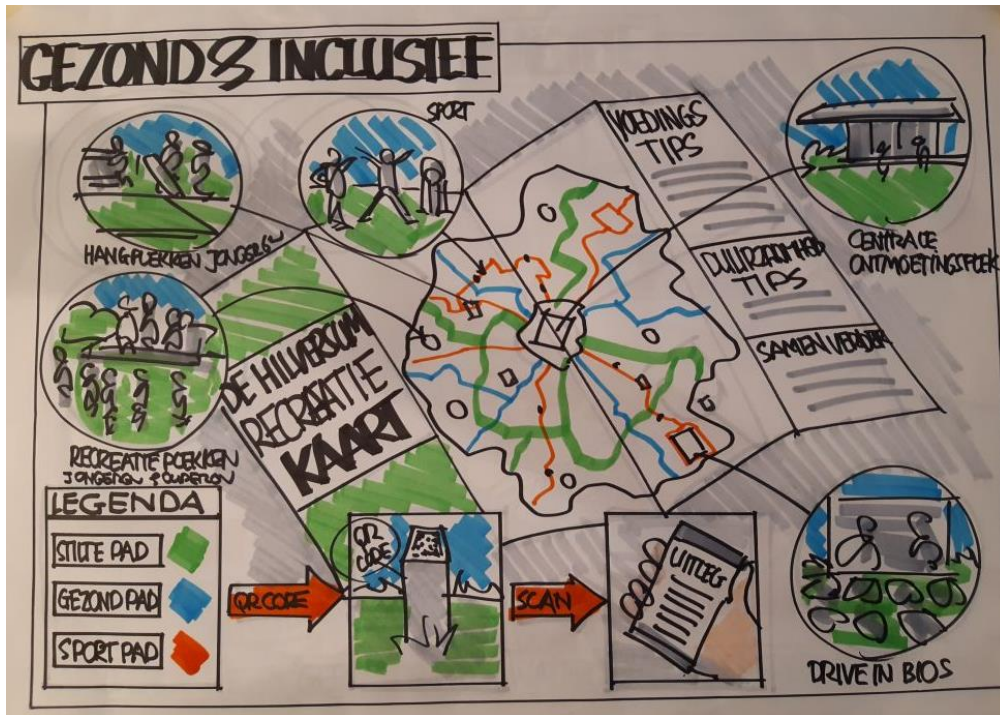 GEZOND & INCLUSIEF
SPORT
HANGPLEKKEN JONGEREN
RECREATIE PLEKKEN
JONGEREN & OUDEREN
DE HILVERSUM
RECREATIE
KAART
VOEDINGS
TIPS
DUURZAAMHEID
TIPS
SAMEN VERDER
CENTRALE
ONTMOETINGSPLEK
LEGENDA
STILTE PAD
GEZOND PAD
SPORT PAD
QR CODE
QR
CODE
SCAN
UITLEG
DRIVE IN BIOS